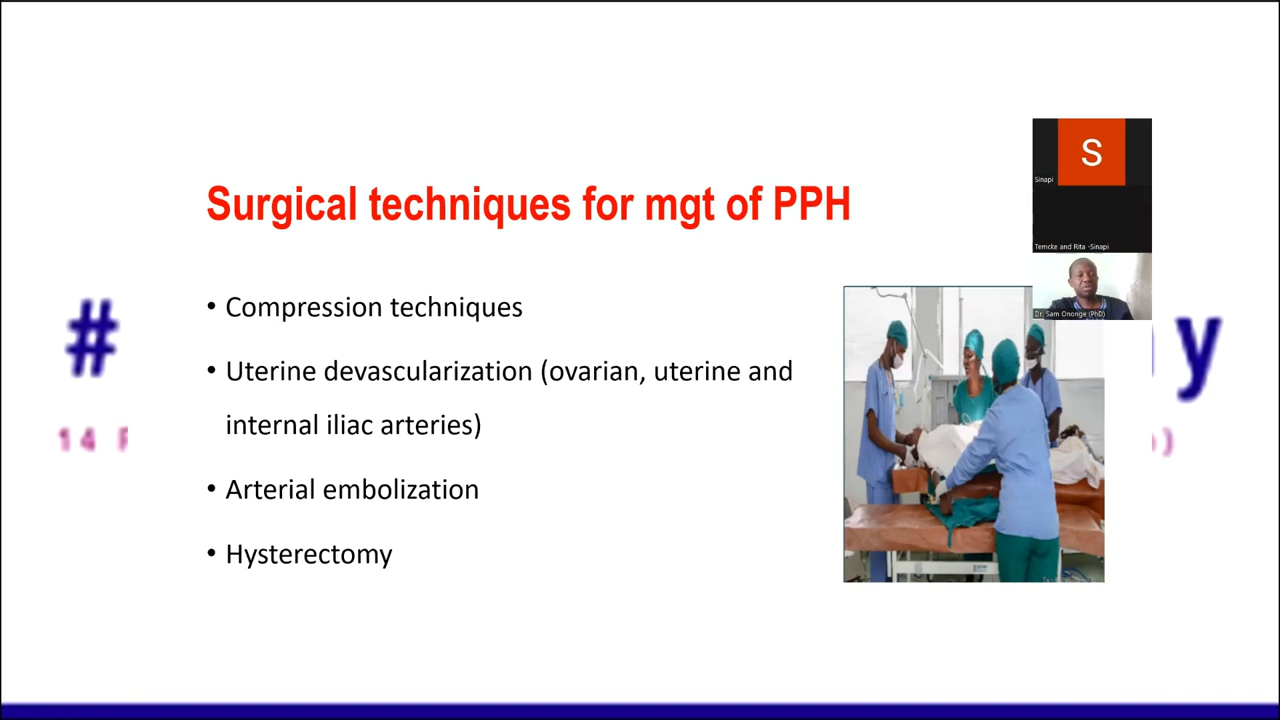 Surgical techniques for mgt of PPH
• Compression techniques
• Uterine devascularization (ovarian, uterine and
internal iliac arteries)
• Arterial embolization
• Hysterectomy
S
Sinapi
Temcke and Rita -Sinapi
Dr. Sam Ononge (PhD)
#
y
14
)